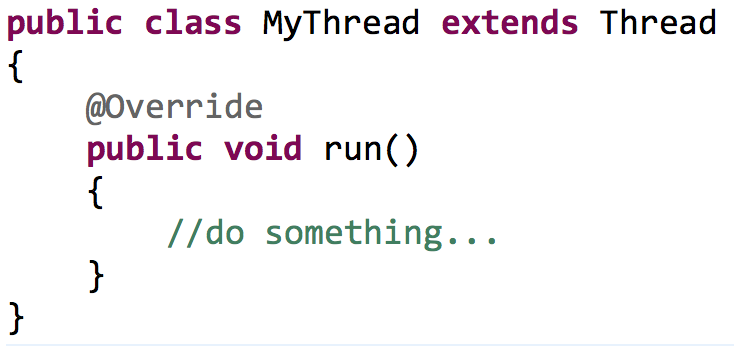 public class MyThread extends Thread
{
    @Override
    public void run()
    {
        //do something...
    }
}